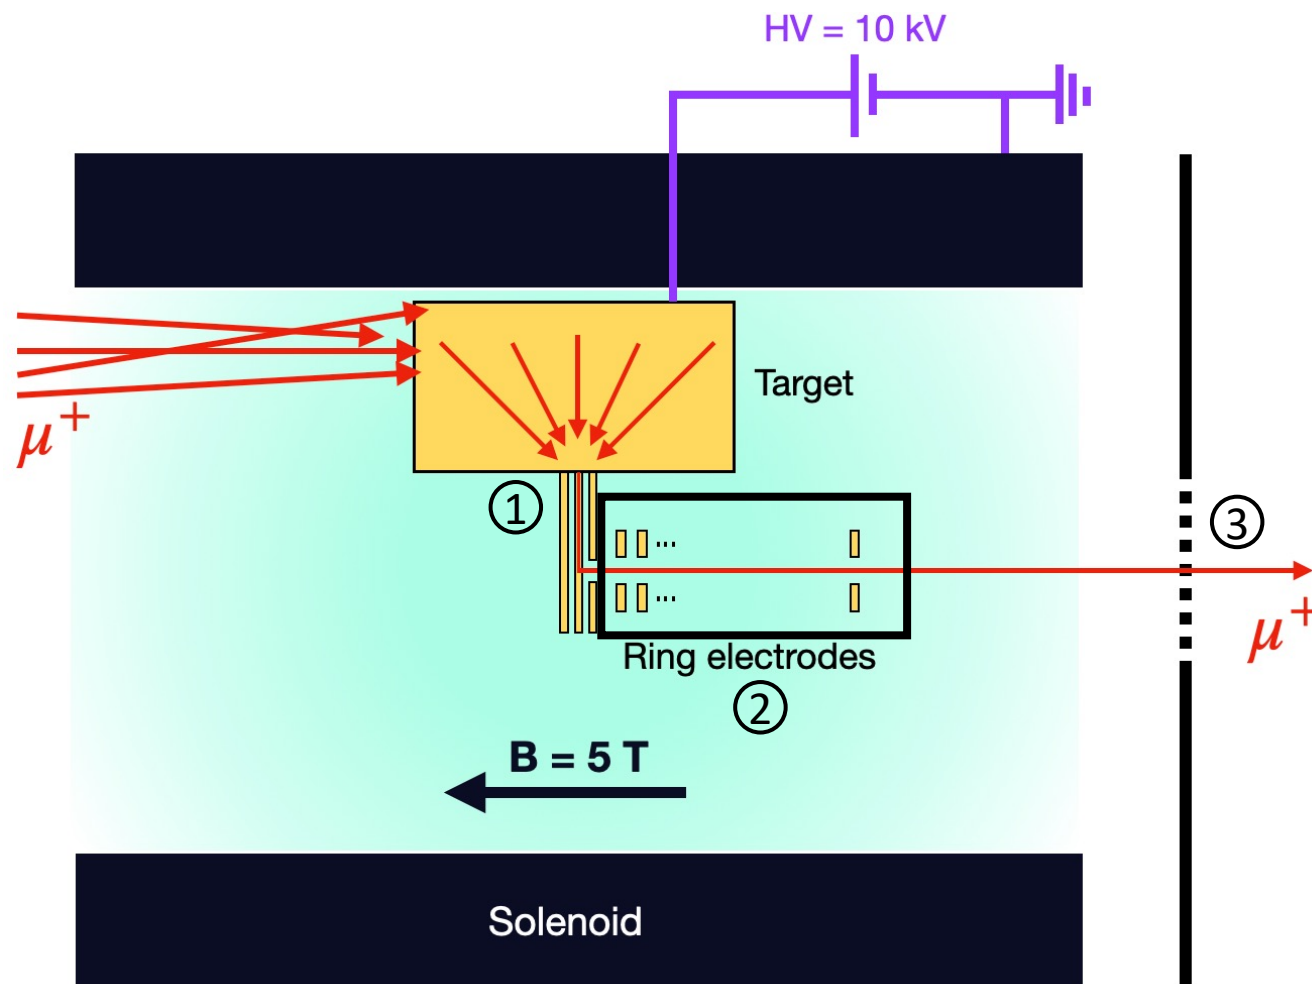 HV = 10 kV
μ⁺
Target
①
...
...
③
μ⁺
Ring electrodes
②
B = 5 T
Solenoid